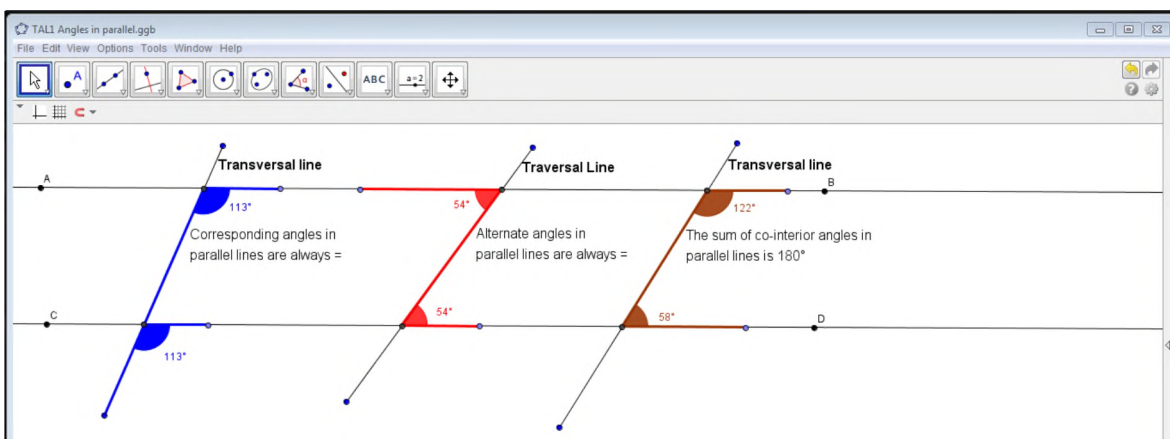 TAL1 Angles in parallel.ggb
File Edit View Options Tools Window Help
A
α
ABC
a=2
Transversal line
Traversal Line
Transversal line
A
B
113°
54°
122°
Corresponding angles in
parallel lines are always =
Alternate angles in
parallel lines are always =
The sum of co-interior angles in
parallel lines is 180°
C
54°
58°
D
113°